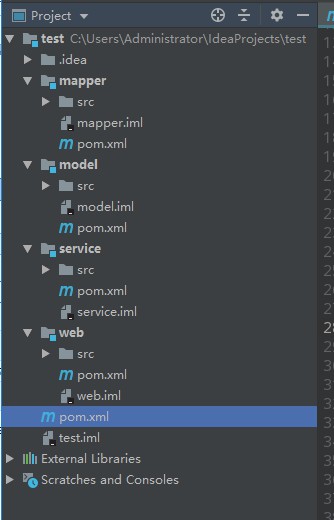 Project
test C:\Users\Administrator\IdeaProjects\test
.idea
mapper
src
mapper.iml
pom.xml
model
src
model.iml
pom.xml
service
src
pom.xml
service.iml
web
src
pom.xml
web.iml
pom.xml
test.iml
External Libraries
Scratches and Consoles